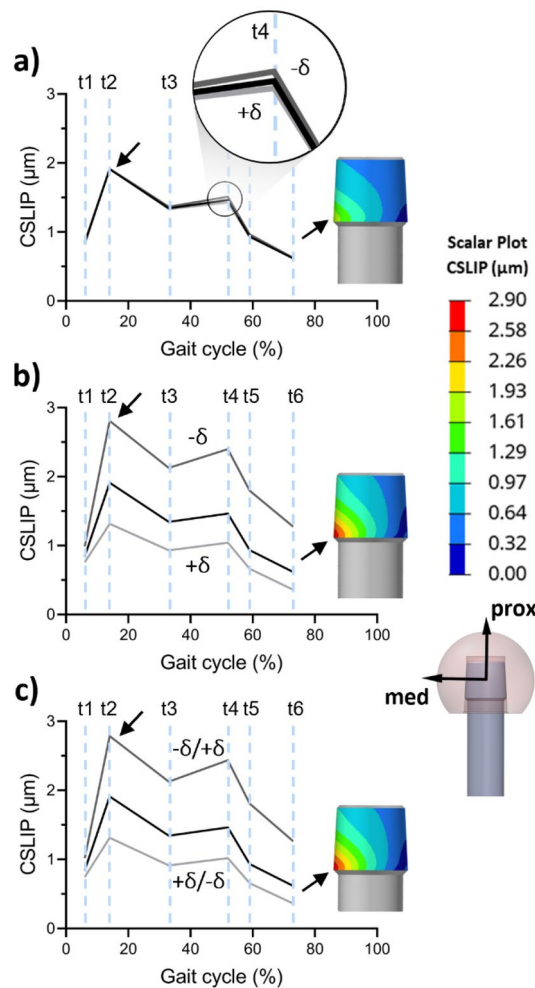 a)
t4
-δ
+δ
t1 t2 t3
3
2
1
0
CSLIP (µm)
0 20 40 60 80 100
Gait cycle (%)
Scalar Plot
CSLIP (µm)
2.90
2.58
2.26
1.93
1.61
1.29
0.97
0.64
0.32
0.00
b)
t1 t2 t3 t4 t5 t6
3
2
1
0
CSLIP (µm)
-δ
+δ
0 20 40 60 80 100
Gait cycle (%)
prox
med
c)
t1 t2 t3 t4 t5 t6
3
2
1
0
CSLIP (µm)
-δ/+δ
+δ/-δ
0 20 40 60 80 100
Gait cycle (%)